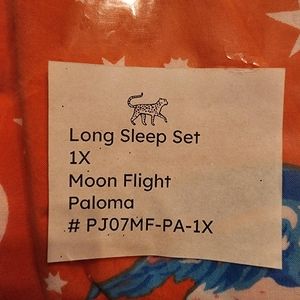 Long Sleep Set
1X
Moon Flight
Paloma
# PJ07MF-PA-1X